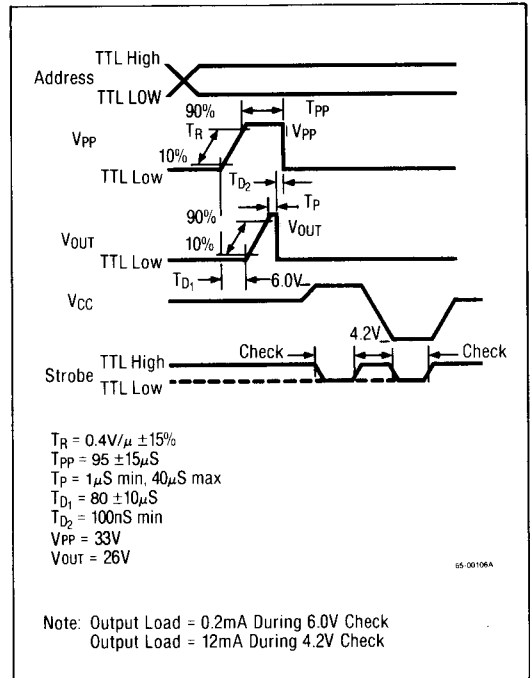 TTL High
Address
TTL LOW
90%
TPP
VPP
TR
VPP
10%
TTL Low
TD2
TP
90%
VOUT
VOUT
10%
TTL Low
TD1
6.0V
VCC
4.2V
Check
Check
TTL High
Strobe
TTL Low
TR = 0.4V/μ ±15%
TPP = 95 ±15μS
TP = 1μS min, 40μS max
TD1 = 80 ±10μS
TD2 = 100nS min
VPP = 33V
VOUT = 26V
65-00106A
Note: Output Load = 0.2mA During 6.0V Check
Output Load = 12mA During 4.2V Check